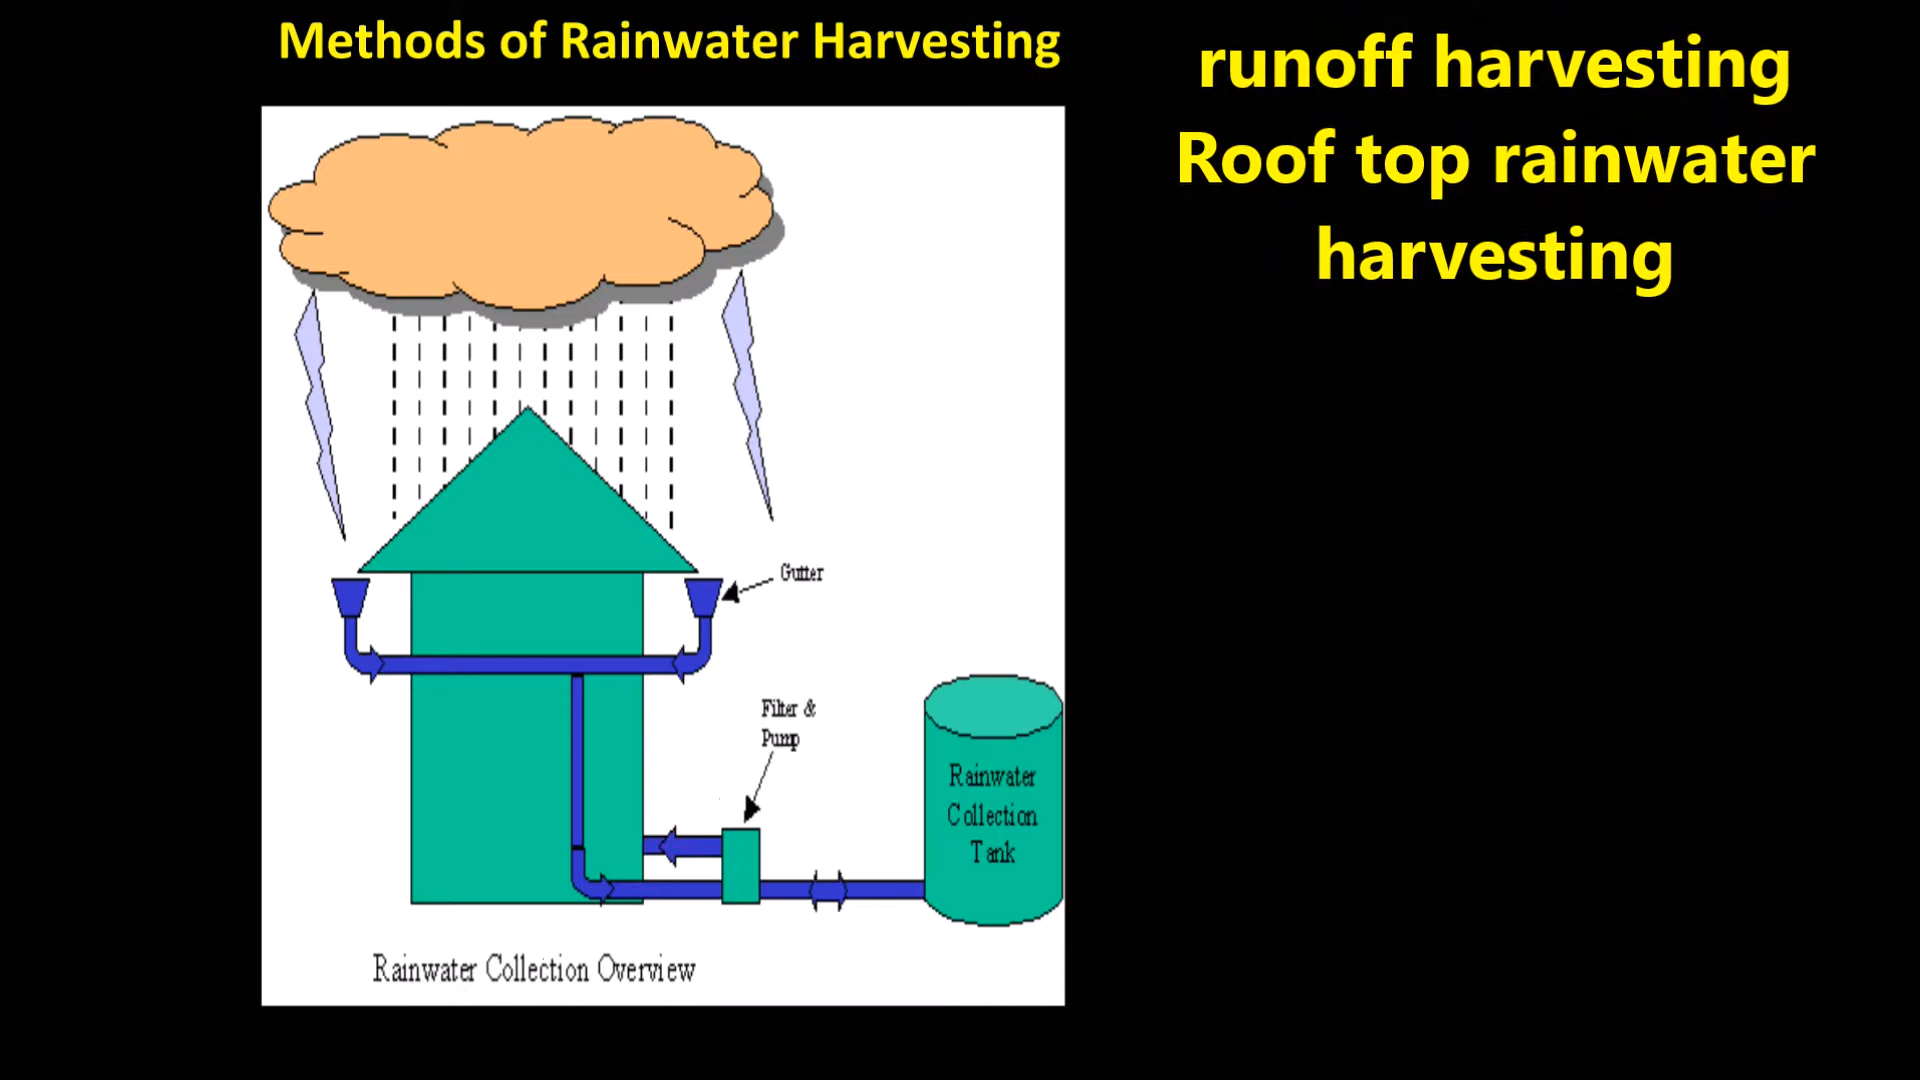 Methods of Rainwater Harvesting
runoff harvesting
Roof top rainwater
harvesting
Gutter
Filter &
Pump
Rainwater
Collection
Tank
Rainwater Collection Overview